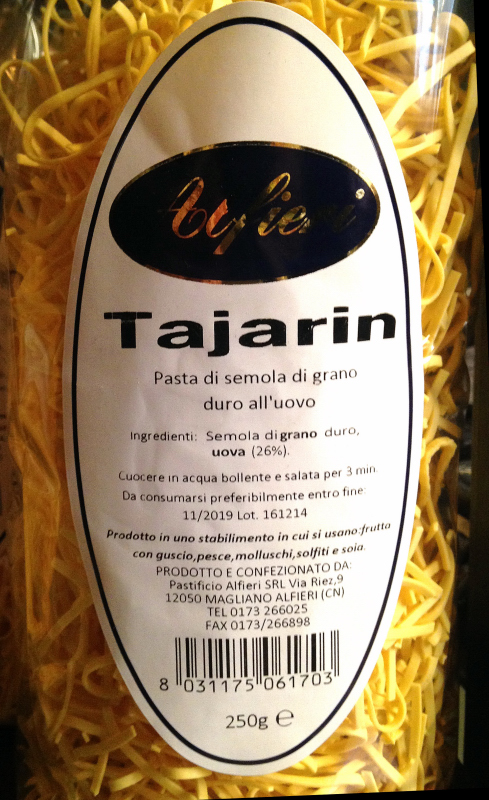 Alfieri
Tajarin
Pasta di semola di grano
duro all'uovo
Ingredienti: Semola di grano duro,
uova (26%).
Cuocere in acqua bollente e salata per 3 min.
Da consumarsi preferibilmente entro fine:
11/2019 Lot. 161214
Prodotto in uno stabilimento in cui si usano:frutta
con guscio,pesce,molluschi,solfiti e soia.
PRODOTTO E CONFEZIONATO DA:
Pastificio Alfieri SRL Via Riez,9
12050 MAGLIANO ALFIERI (CN)
TEL 0173 266025
FAX 0173/266898
8 031175 061703
250g ℮